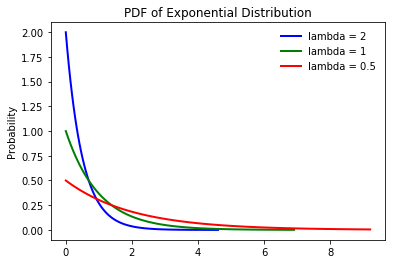 PDF of Exponential Distribution
lambda = 2
lambda = 1
lambda = 0.5
Probability
2.00
1.75
1.50
1.25
1.00
0.75
0.50
0.25
0.00
0 2 4 6 8